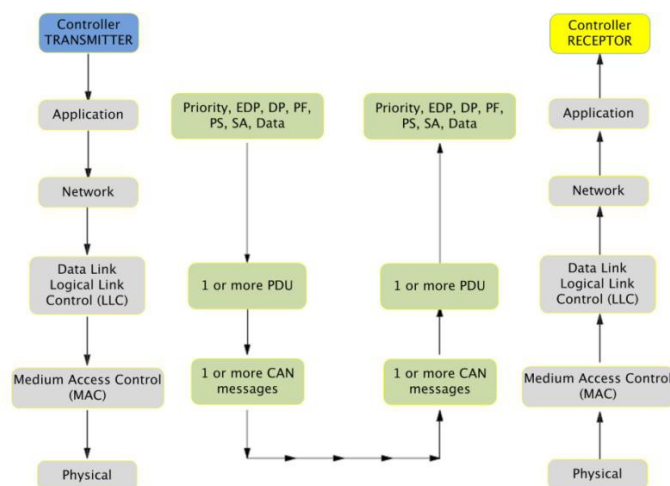 Controller
TRANSMITTER
Application
Network
Data Link
Logical Link
Control (LLC)
Medium Access Control
(MAC)
Physical
Priority, EDP, DP, PF,
PS, SA, Data
1 or more PDU
1 or more CAN
messages
Priority, EDP, DP, PF,
PS, SA, Data
1 or more PDU
1 or more CAN
messages
Controller
RECEPTOR
Application
Network
Data Link
Logical Link
Control (LLC)
Medium Access Control
(MAC)
Physical